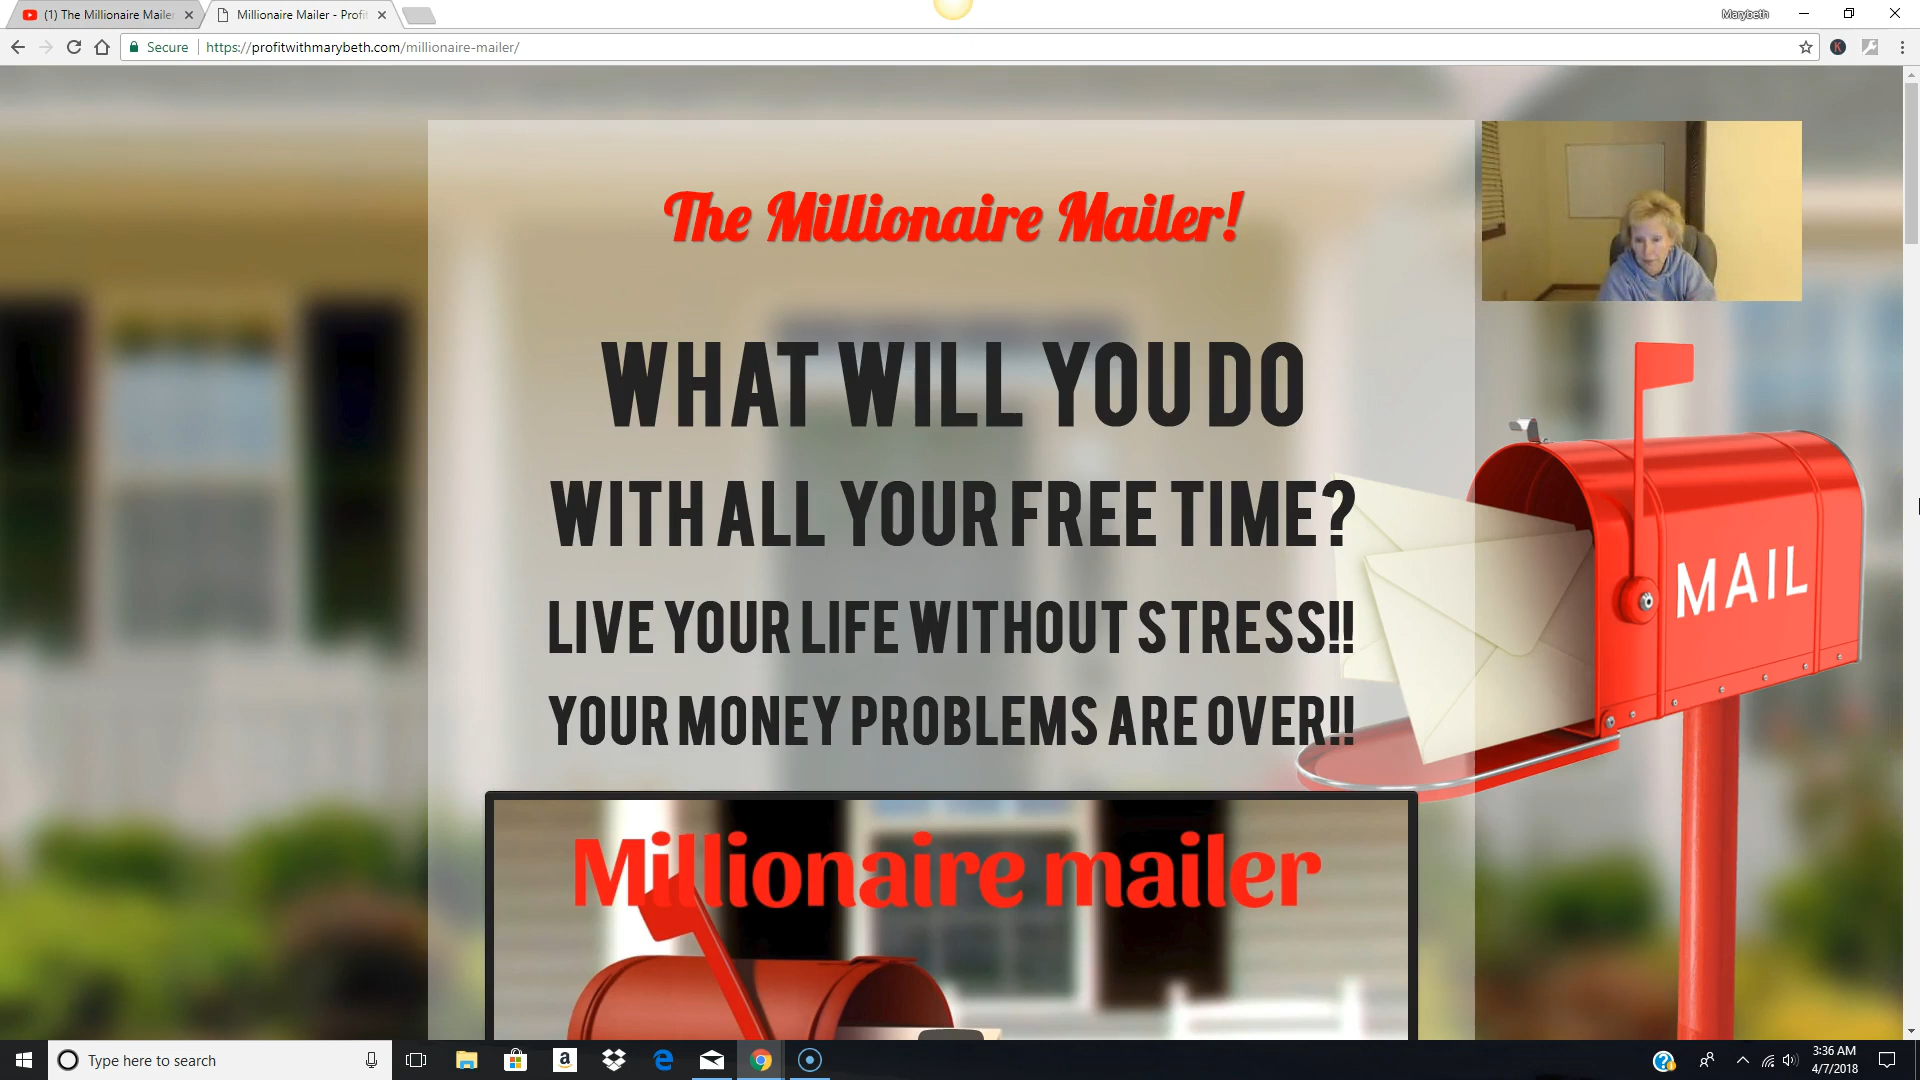 (1) The Millionaire Mailer
Millionaire Mailer - Profit
Marybeth
Secure
https://profitwithmarybeth.com/millionaire-mailer/
K
The Millionaire Mailer!
WHAT WILL YOU DO
WITH ALL YOUR FREE TIME?
LIVE YOUR LIFE WITHOUT STRESS!!
YOUR MONEY PROBLEMS ARE OVER!!
MAIL
Millionaire mailer
Type here to search
a
3:36 AM
4/7/2018